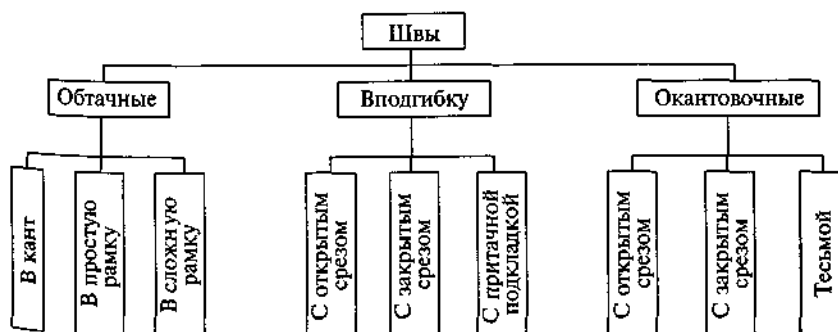 Швы
Обтачные
Вподгибку
Окантовочные
В кант
В простую
рамку
В сложную
рамку
С открытым
срезом
С закрытым
срезом
С притачной
подкладкой
С открытым
срезом
С закрытым
срезом
Тесьмой